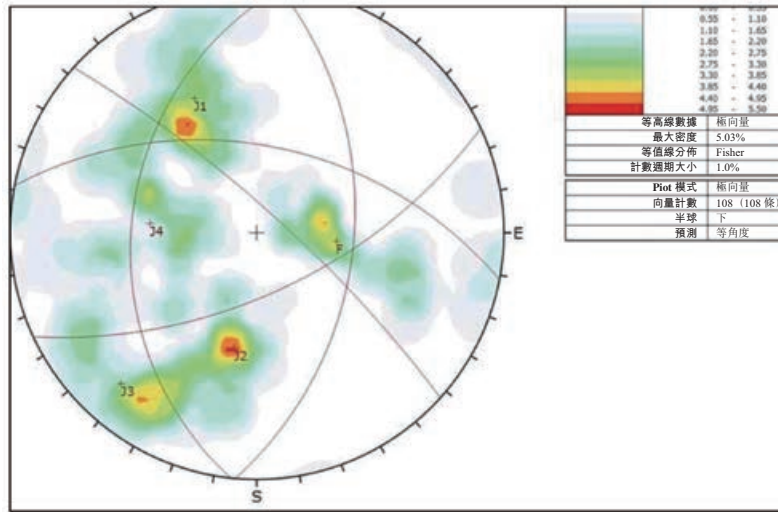 0.55 - 1.10
1.10 - 1.65
1.65 - 2.20
2.20 - 2.75
2.75 - 3.30
3.30 - 3.85
3.85 - 4.40
4.40 - 4.95
4.95 - 5.50
等高線數據 極向量
最大密度 5.03%
等值線分佈 Fisher
計數週期大小 1.0%
Piot 模式 極向量
向量計數 108 (108 條)
半球 下
預測 等角度
J1
J4
F
E
J2
J3
S